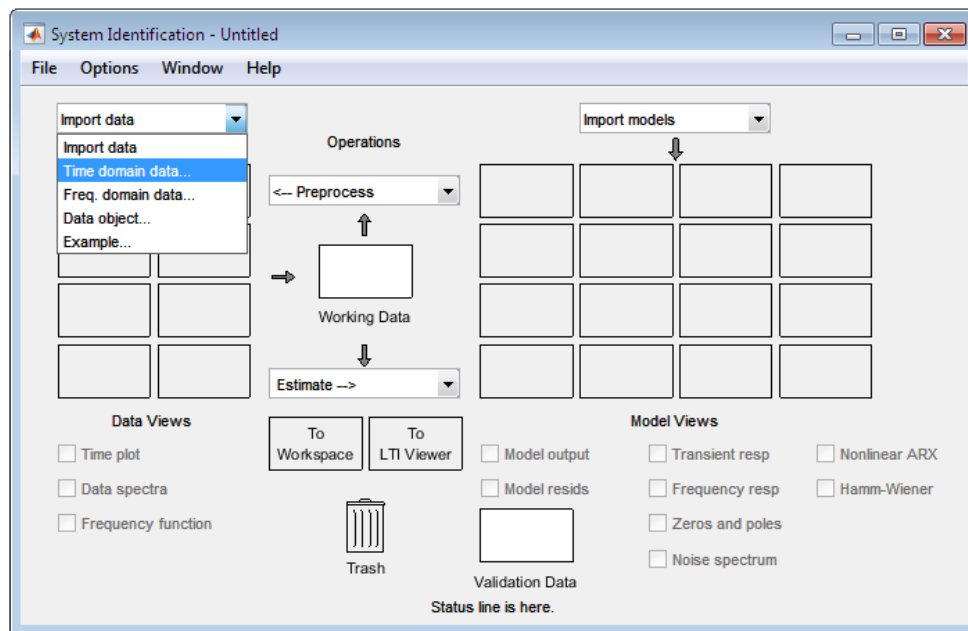 System Identification - Untitled
File Options Window Help
Import data
Import data
Time domain data...
Freq. domain data...
Data object...
Example...
Operations
<-- Preprocess
Working Data
Estimate -->
Import models
Data Views
Time plot
Data spectra
Frequency function
To
Workspace
To
LTI Viewer
Trash
Model Views
Model output
Transient resp
Nonlinear ARX
Model resids
Frequency resp
Hamm-Wiener
Zeros and poles
Noise spectrum
Validation Data
Status line is here.